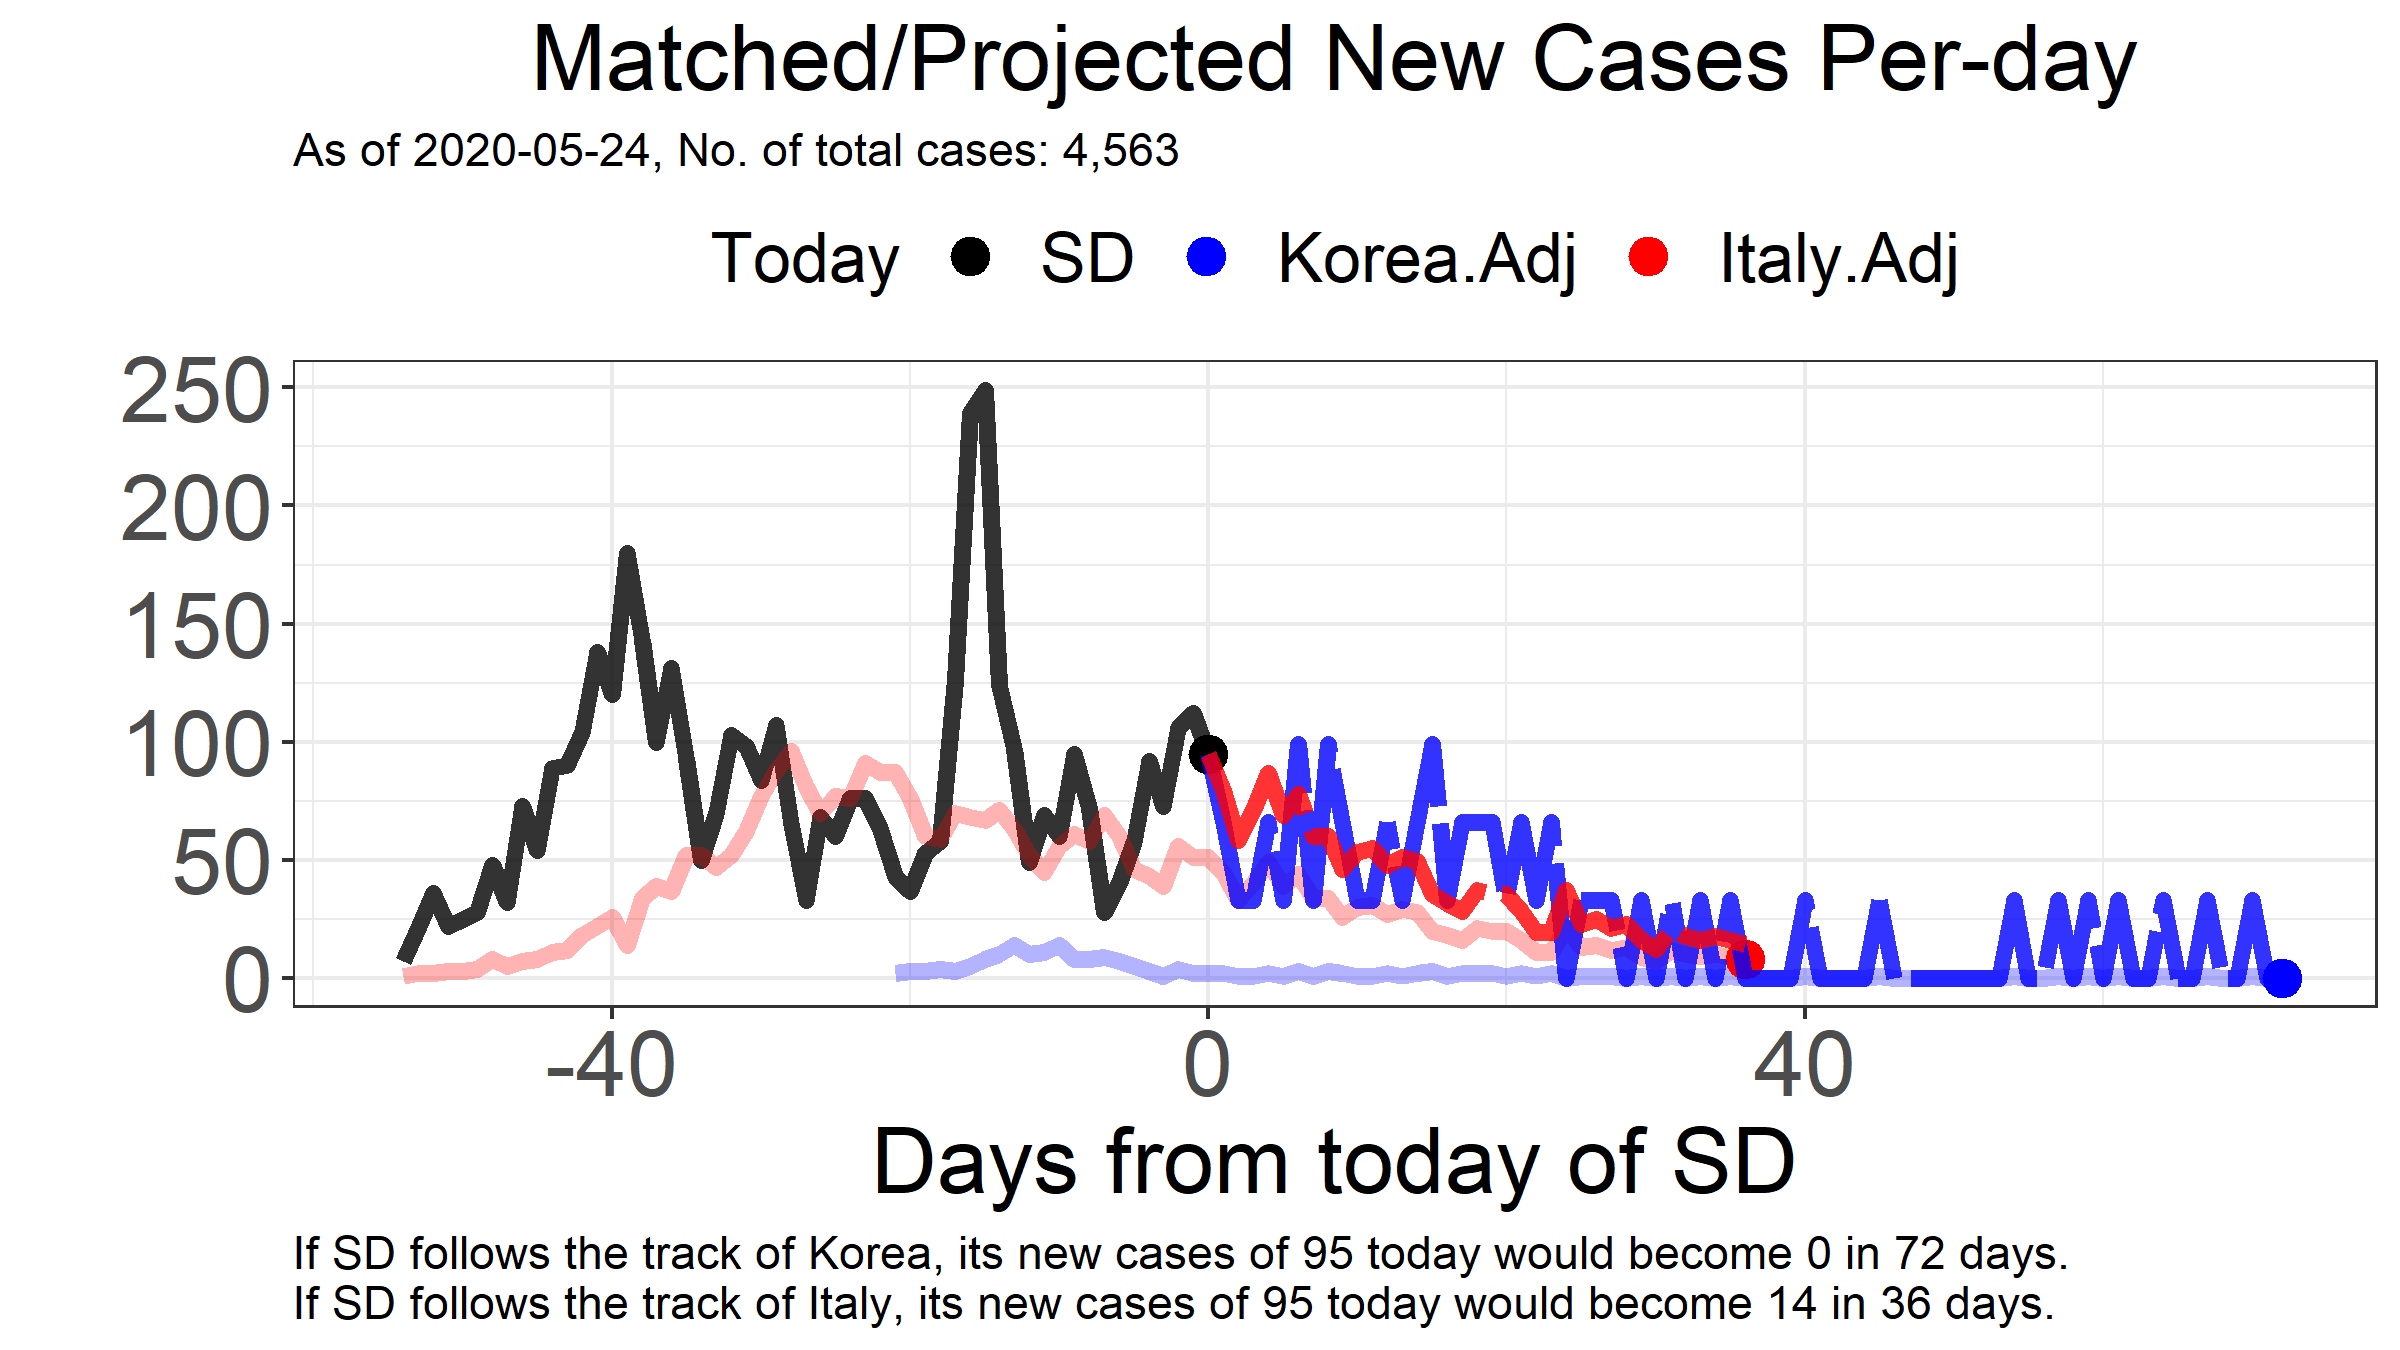 Matched/Projected New Cases Per-day
As of 2020-05-24, No. of total cases: 4,563
Today SD Korea.Adj Italy.Adj
250
200
150
100
50
0
-40 0 40
Days from today of SD
If SD follows the track of Korea, its new cases of 95 today would become 0 in 72 days.
If SD follows the track of Italy, its new cases of 95 today would become 14 in 36 days.